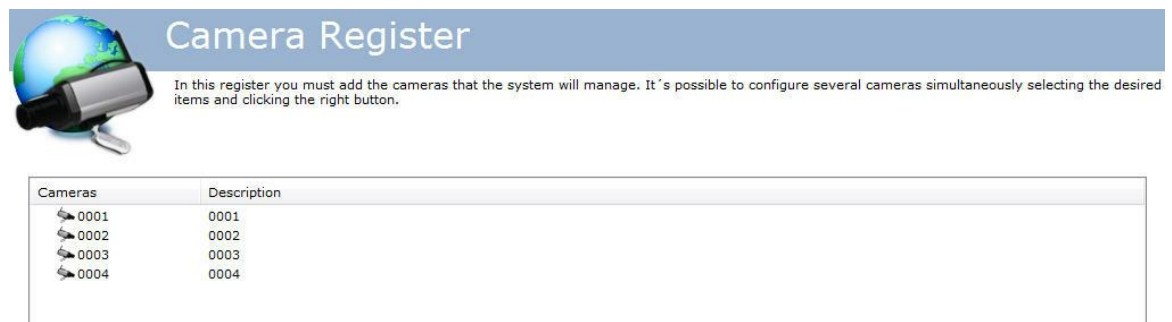 Camera Register
In this register you must add the cameras that the system will manage. It´s possible to configure several cameras simultaneously selecting the desired
items and clicking the right button.
Cameras Description
0001 0001
0002 0002
0003 0003
0004 0004